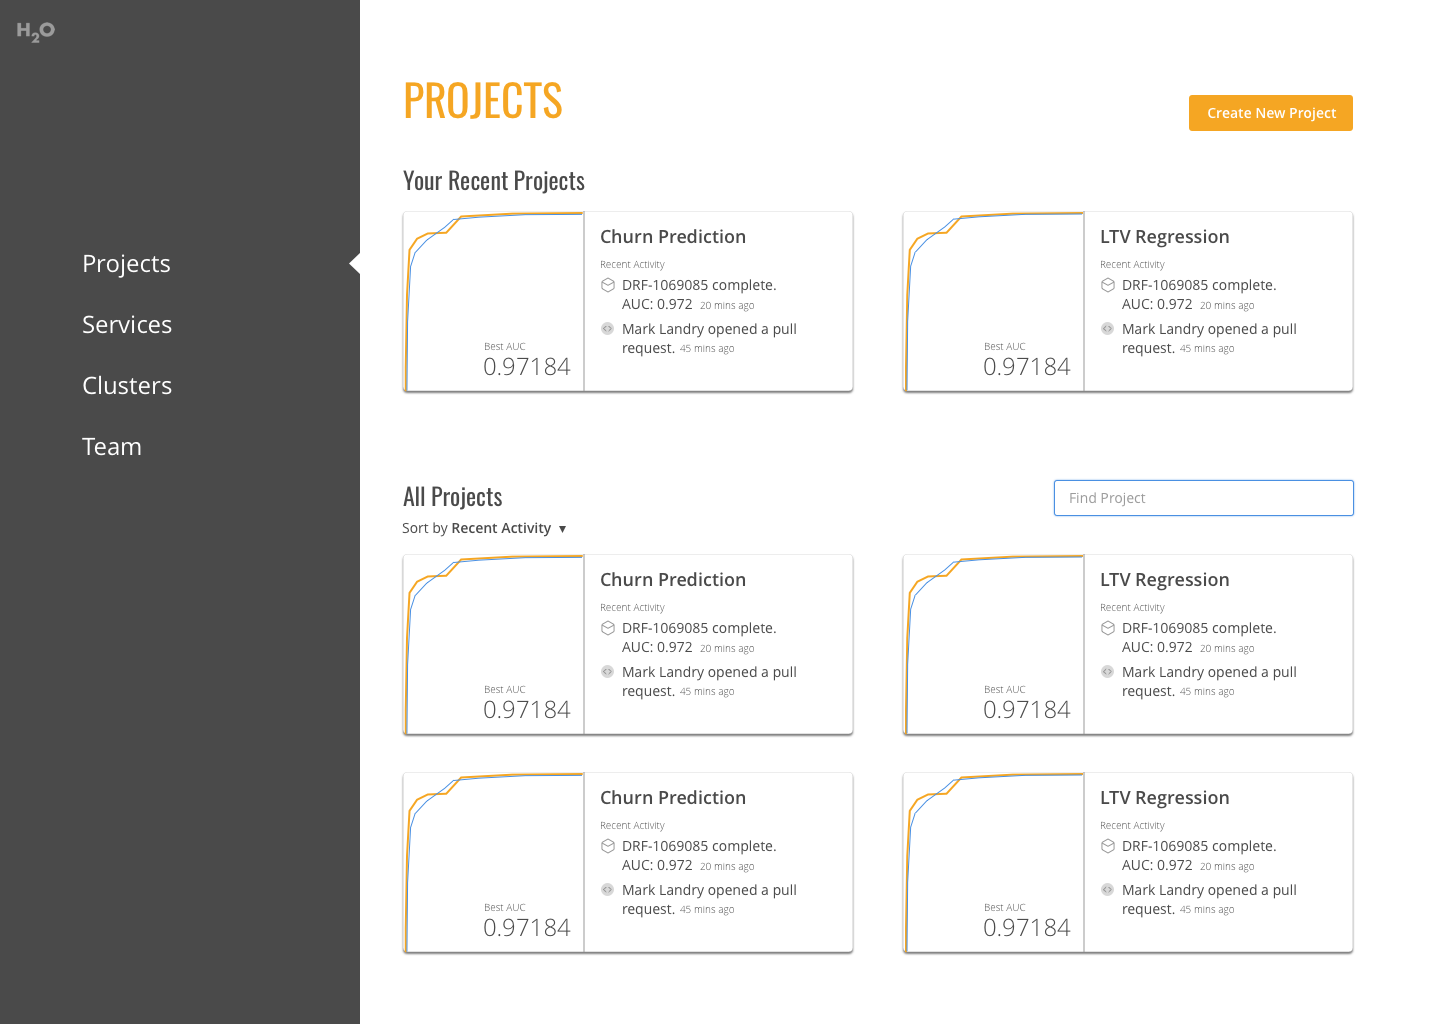 H2O
PROJECTS
Create New Project
Projects
Services
Clusters
Team
Your Recent Projects
Churn Prediction
Recent Activity
DRF-1069085 complete.
AUC: 0.972 20 mins ago
Mark Landry opened a pull
request. 45 mins ago
Best AUC
0.97184
LTV Regression
Recent Activity
DRF-1069085 complete.
AUC: 0.972 20 mins ago
Mark Landry opened a pull
request. 45 mins ago
Best AUC
0.97184
All Projects
Find Project
Sort by Recent Activity ▼
Churn Prediction
Recent Activity
DRF-1069085 complete.
AUC: 0.972 20 mins ago
Mark Landry opened a pull
request. 45 mins ago
Best AUC
0.97184
LTV Regression
Recent Activity
DRF-1069085 complete.
AUC: 0.972 20 mins ago
Mark Landry opened a pull
request. 45 mins ago
Best AUC
0.97184
Churn Prediction
Recent Activity
DRF-1069085 complete.
AUC: 0.972 20 mins ago
Mark Landry opened a pull
request. 45 mins ago
Best AUC
0.97184
LTV Regression
Recent Activity
DRF-1069085 complete.
AUC: 0.972 20 mins ago
Mark Landry opened a pull
request. 45 mins ago
Best AUC
0.97184